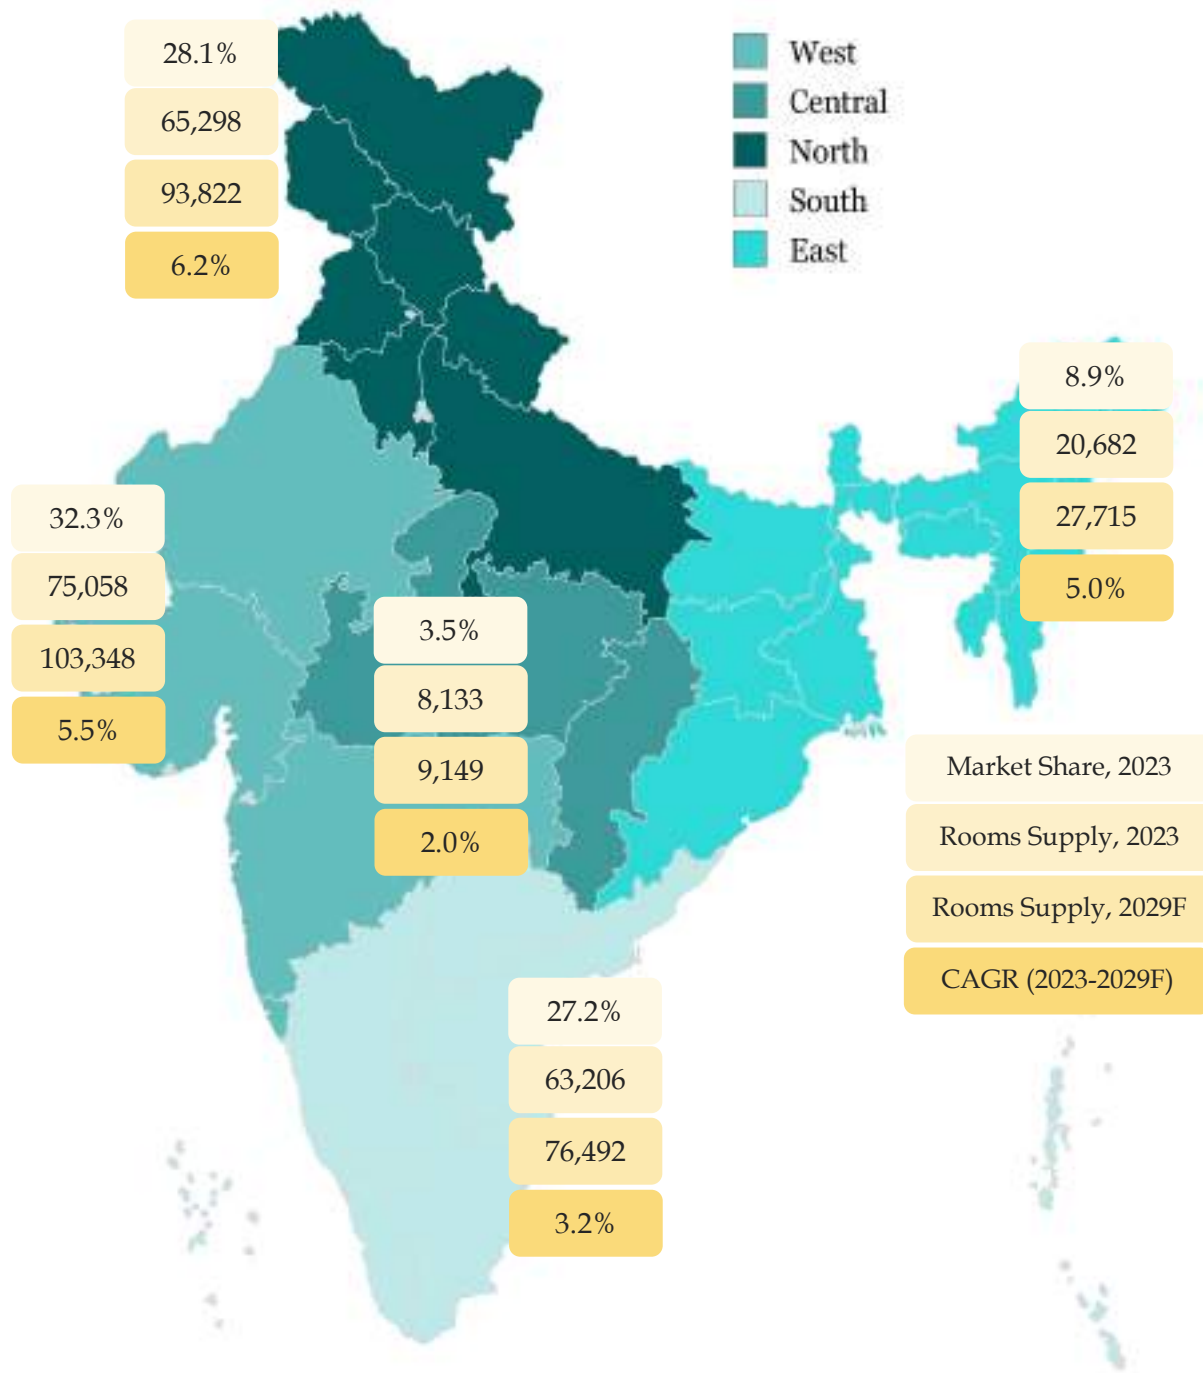 28.1%
65,298
93,822
6.2%
West
Central
North
South
East
8.9%
20,682
27,715
5.0%
32.3%
75,058
103,348
5.5%
3.5%
8,133
9,149
2.0%
Market Share, 2023
Rooms Supply, 2023
Rooms Supply, 2029F
CAGR (2023-2029F)
27.2%
63,206
76,492
3.2%